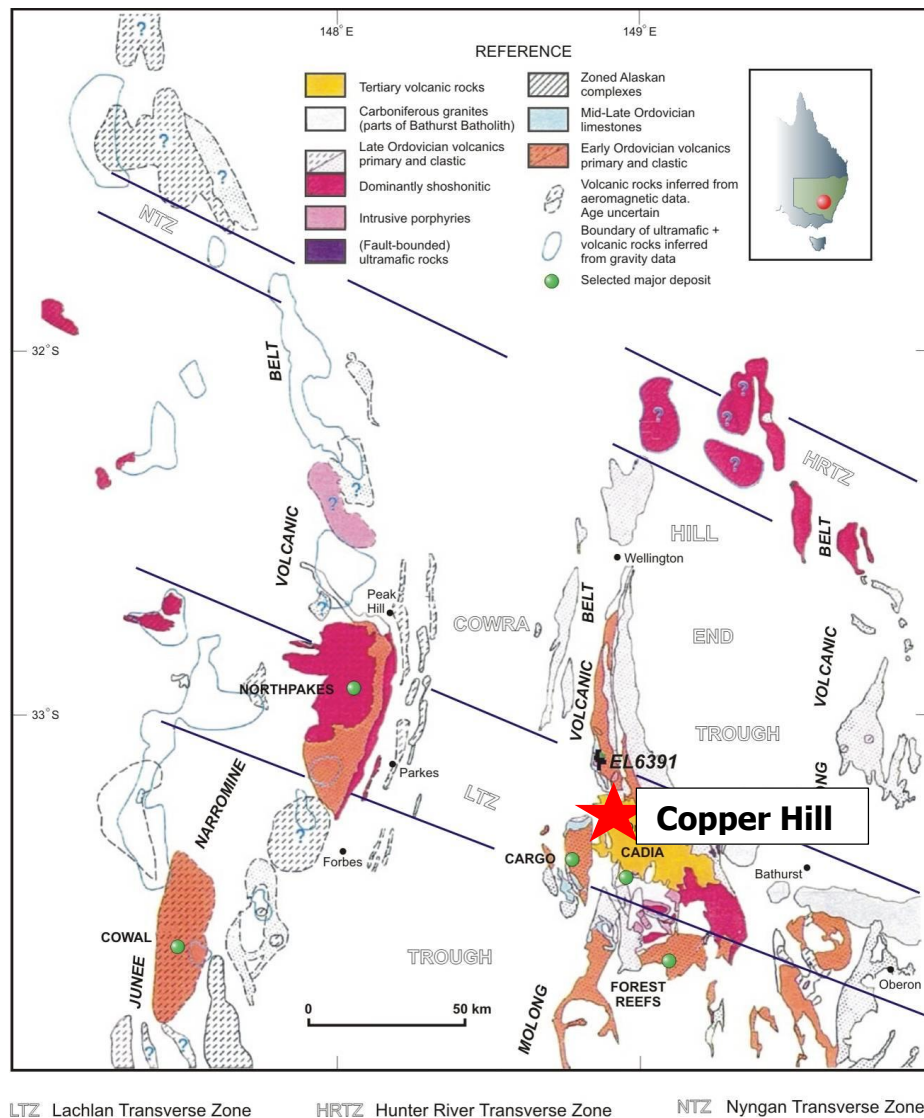 148°E
149°E
REFERENCE
Tertiary volcanic rocks
Carboniferous granites
(parts of Bathurst Batholith)
Late Ordovician volcanics
primary and clastic
Dominantly shoshonitic
Intrusive porphyries
(Fault-bounded)
ultramafic rocks
Zoned Alaskan
complexes
Mid-Late Ordovician
limestones
Early Ordovician volcanics
primary and clastic
Volcanic rocks inferred from
aeromagnetic data.
Age uncertain
Boundary of ultramafic +
volcanic rocks inferred
from gravity data
Selected major deposit
?
?
?
NTZ
32°S
BELT
?
?
?
?
HRTZ
?
?
HILL
BELT
Wellington
VOLCANIC
?
Peak
Hill
COWRA
BELT
END
VOLCANIC
NORTHPAKES
33°S
VOLCANIC
TROUGH
EL6391
Parkes
LTZ
NARROMINE
Copper Hill
?
Forbes
CARGO
CADIA
Bathurst
COWAL
TROUGH
JUNEE
FOREST
REEFS
Oberon
0
50 km
MOLONG
?
?
LTZ Lachlan Transverse Zone
HRTZ Hunter River Transverse Zone
NTZ Nyngan Transverse Zone